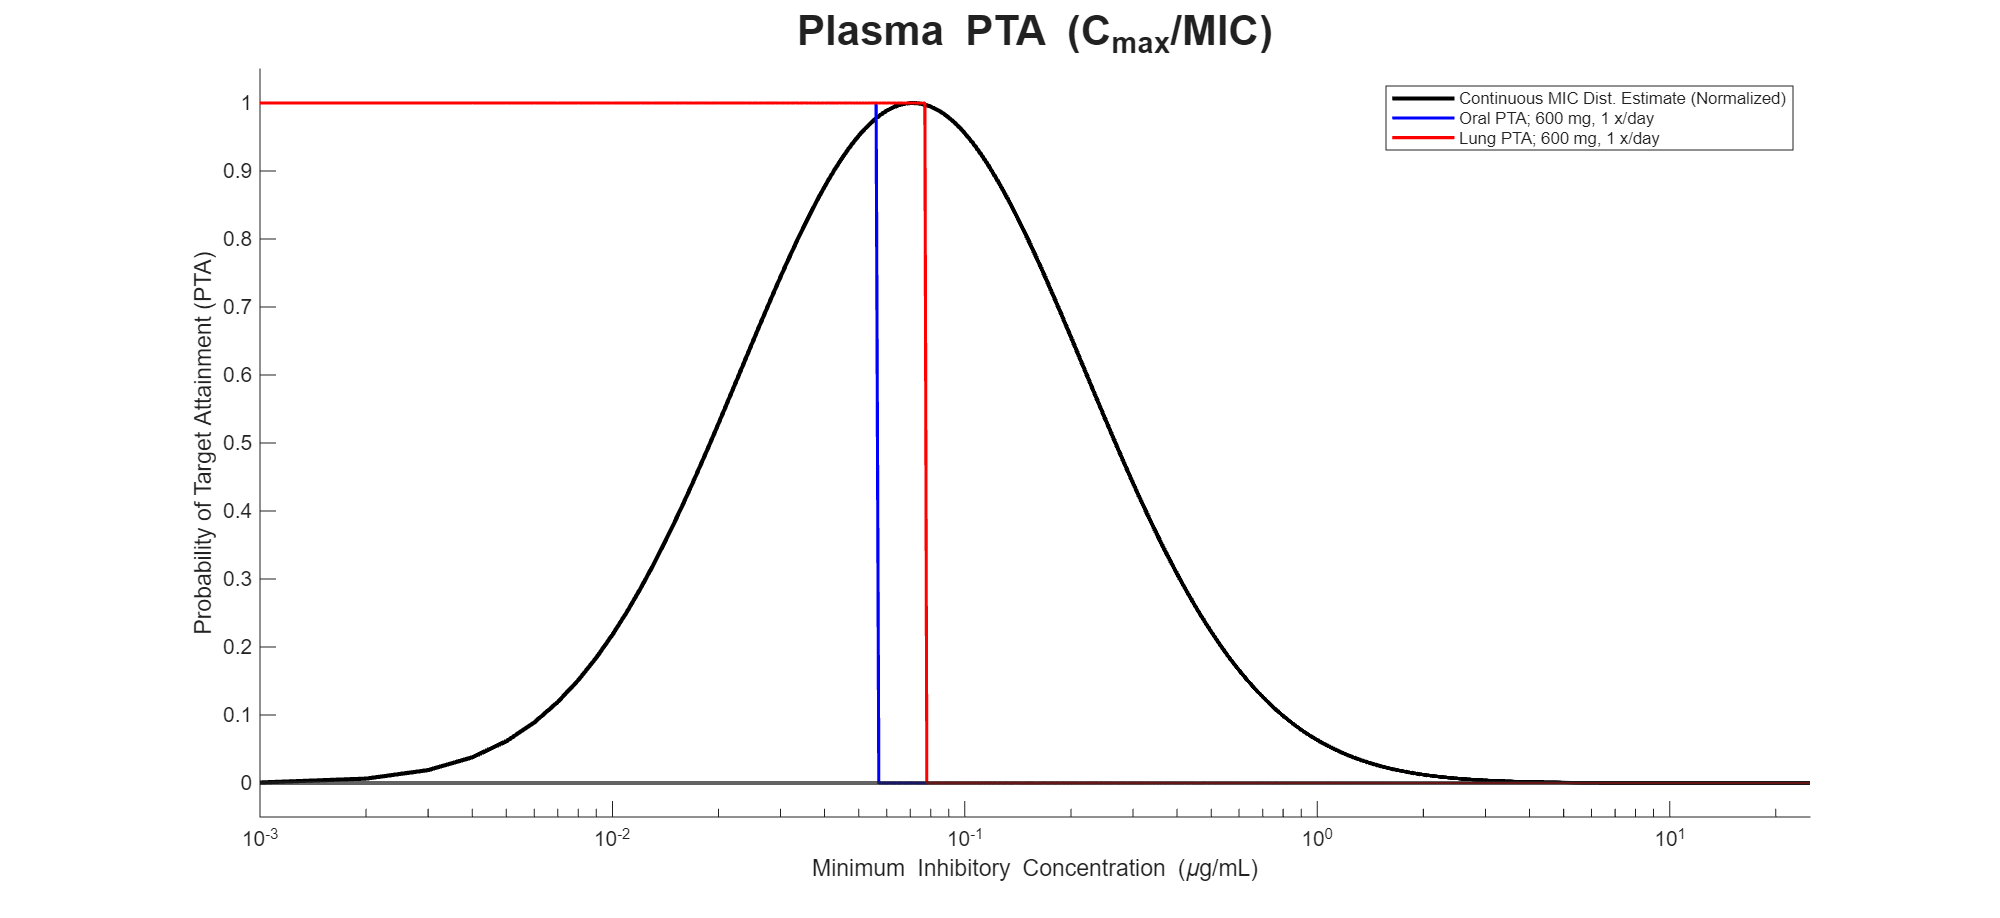 Plasma PTA (Cmax/MIC)
Continuous MIC Dist. Estimate (Normalized)
Oral PTA; 600 mg, 1 x/day
Lung PTA; 600 mg, 1 x/day
Probability of Target Attainment (PTA)
1
0.9
0.8
0.7
0.6
0.5
0.4
0.3
0.2
0.1
0
10-3 10-2 10-1 100 101
Minimum Inhibitory Concentration (µg/mL)